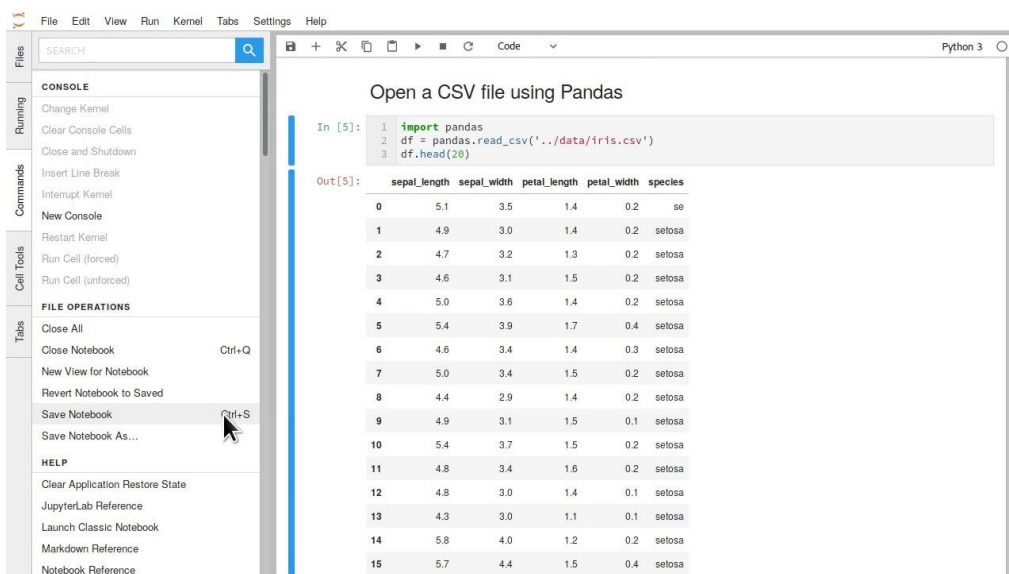 File Edit View Run Kernel Tabs Settings Help
Files
Running
Commands
Cell Tools
Tabs
SEARCH
CONSOLE
Change Kernel
Clear Console Cells
Close and Shutdown
Insert Line Break
Interrupt Kernel
New Console
Restart Kernel
Run Cell (forced)
Run Cell (unforced)
FILE OPERATIONS
Close All
Close Notebook Ctrl+Q
New View for Notebook
Revert Notebook to Saved
Save Notebook Ctrl+S
Save Notebook As...
HELP
Clear Application Restore State
JupyterLab Reference
Launch Classic Notebook
Markdown Reference
Notebook Reference
Code Python 3
Open a CSV file using Pandas
In [5]: 1 import pandas
2 df = pandas.read_csv('../data/iris.csv')
3 df.head(20)
Out[5]: sepal_length sepal_width petal_length petal_width species
0 5.1 3.5 1.4 0.2 se
1 4.9 3.0 1.4 0.2 setosa
2 4.7 3.2 1.3 0.2 setosa
3 4.6 3.1 1.5 0.2 setosa
4 5.0 3.6 1.4 0.2 setosa
5 5.4 3.9 1.7 0.4 setosa
6 4.6 3.4 1.4 0.3 setosa
7 5.0 3.4 1.5 0.2 setosa
8 4.4 2.9 1.4 0.2 setosa
9 4.9 3.1 1.5 0.1 setosa
10 5.4 3.7 1.5 0.2 setosa
11 4.8 3.4 1.6 0.2 setosa
12 4.8 3.0 1.4 0.1 setosa
13 4.3 3.0 1.1 0.1 setosa
14 5.8 4.0 1.2 0.2 setosa
15 5.7 4.4 1.5 0.4 setosa